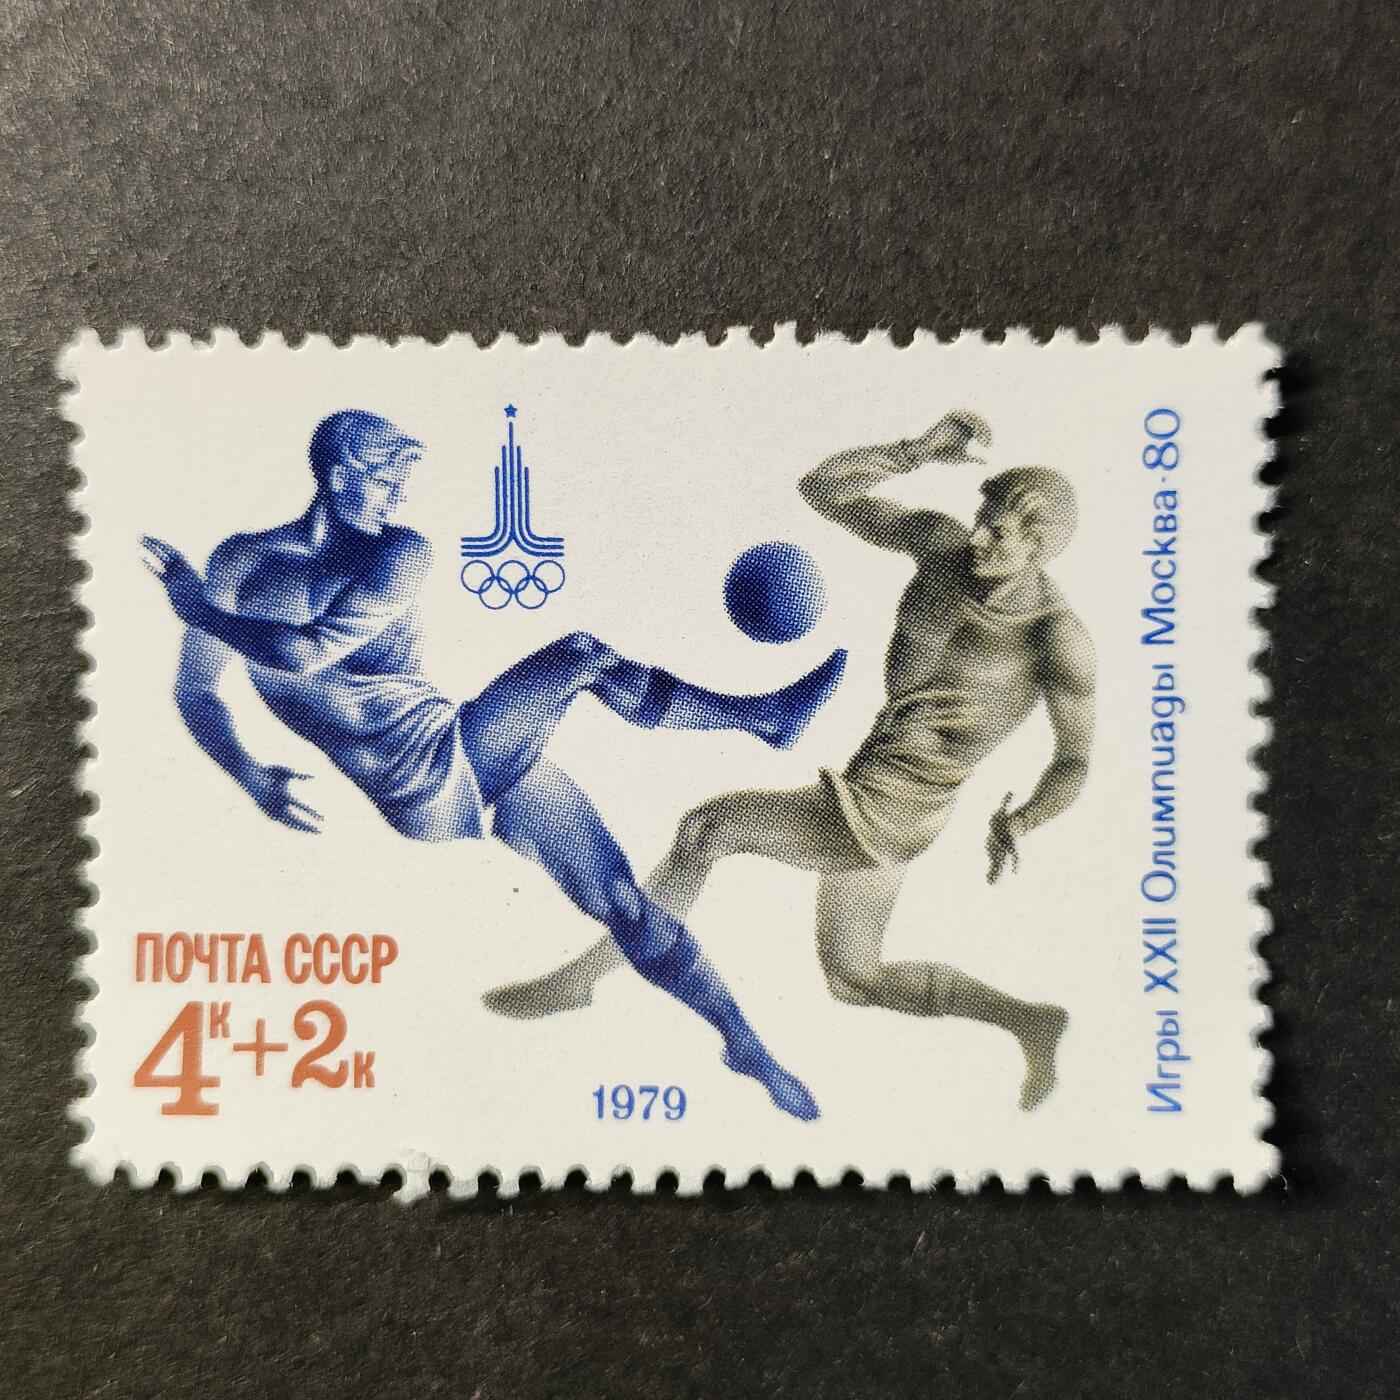 ПОЧТА СССР
4к+2к
1979
Игры XXII Олимпиады Москва·80